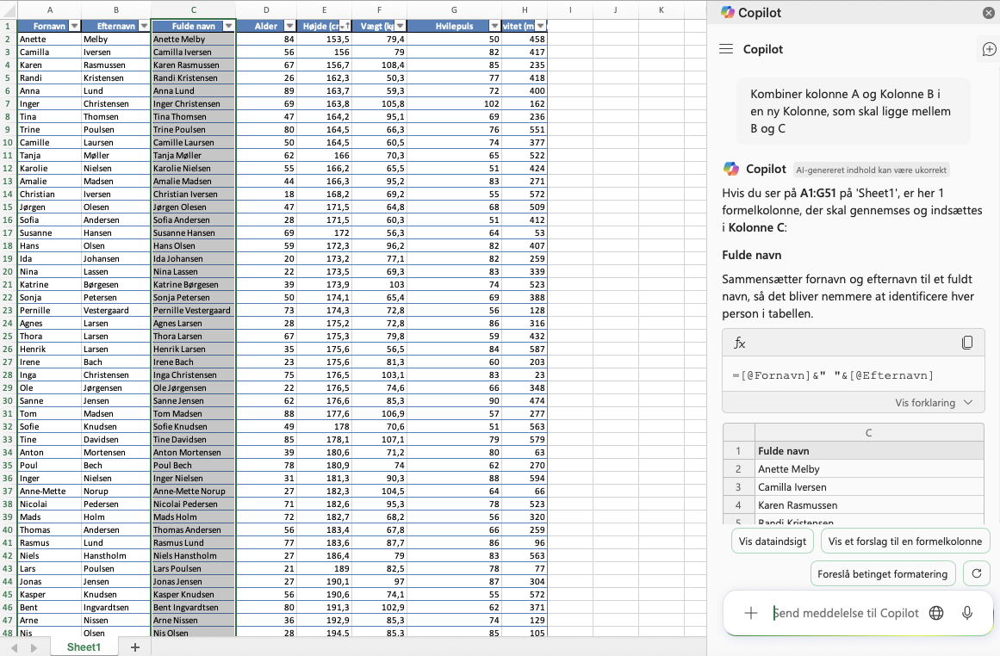 A B C D E F G H I J K
1 Fornavn Efternavn Fulde navn Alder Højde (cr Vægt (kg Hvilepuls vitet (m
2 Anette Melby Anette Melby 84 153,5 79,4 50 458
3 Camilla Iversen Camilla Iversen 56 156 79 82 417
4 Karen Rasmussen Karen Rasmussen 67 156,7 108,4 85 235
5 Randi Kristensen Randi Kristensen 26 162,3 50,3 77 418
6 Anna Lund Anna Lund 89 163,7 59,3 72 400
7 Inger Christensen Inger Christensen 69 163,8 105,8 102 162
8 Tina Thomsen Tina Thomsen 47 164,2 95,1 69 236
9 Trine Poulsen Trine Poulsen 80 164,5 66,3 76 551
10 Camille Laursen Camille Laursen 50 164,5 60,5 74 377
11 Tanja Møller Tanja Møller 62 166 70,3 65 522
12 Karolie Nielsen Karolie Nielsen 55 166,2 65,5 51 424
13 Amalie Madsen Amalie Madsen 44 166,3 95,2 83 271
14 Christian Iversen Christian Iversen 18 168,2 69,2 55 572
15 Jørgen Olesen Jørgen Olesen 47 171,5 64,8 68 509
16 Sofia Andersen Sofia Andersen 28 171,5 60,3 51 412
17 Susanne Hansen Susanne Hansen 69 172 56,3 64 53
18 Hans Olsen Hans Olsen 59 172,3 96,2 82 407
19 Ida Johansen Ida Johansen 20 173,2 77,1 82 259
20 Nina Lassen Nina Lassen 22 173,5 69,3 83 339
21 Katrine Børgesen Katrine Børgesen 39 173,9 103 74 523
22 Sonja Petersen Sonja Petersen 50 174,1 65,4 69 388
23 Pernille Vestergaard Pernille Vestergaard 73 174,3 72,8 56 128
24 Agnes Larsen Agnes Larsen 28 175,2 72,8 86 316
25 Thora Larsen Thora Larsen 67 175,3 79,8 59 432
26 Henrik Larsen Henrik Larsen 35 175,6 56,5 84 587
27 Irene Bach Irene Bach 23 175,6 81,3 60 203
28 Inga Christensen Inga Christensen 75 176,5 103,1 83 23
29 Ole Jørgensen Ole Jørgensen 22 176,5 74,6 66 348
30 Sanne Jensen Sanne Jensen 62 176,6 85,3 90 474
31 Tom Madsen Tom Madsen 88 177,6 106,9 57 277
32 Sofie Knudsen Sofie Knudsen 49 178 70,6 51 563
33 Tine Davidsen Tine Davidsen 85 178,1 107,1 79 579
34 Anton Mortensen Anton Mortensen 39 180,6 71,2 80 63
35 Poul Bech Poul Bech 78 180,9 74 62 270
36 Inger Nielsen Inger Nielsen 31 181,3 90,3 88 594
37 Anne-Mette Norup Anne-Mette Norup 27 182,3 104,5 64 66
38 Nicolai Pedersen Nicolai Pedersen 71 182,6 95,3 78 523
39 Mads Holm Mads Holm 72 182,7 68,2 56 320
40 Thomas Andersen Thomas Andersen 56 183,4 67,8 66 259
41 Rasmus Lund Rasmus Lund 77 183,6 87,7 86 96
42 Niels Hanstholm Niels Hanstholm 27 186,4 79 83 563
43 Lars Poulsen Lars Poulsen 21 189 82,5 78 77
44 Jonas Jensen Jonas Jensen 27 190,1 97 87 304
45 Kasper Knudsen Kasper Knudsen 56 190,6 74,1 55 572
46 Bent Ingvardtsen Bent Ingvardtsen 80 191,3 102,9 62 371
47 Arne Nissen Arne Nissen 36 192,9 85,3 74 129
48 Nis Olsen Nis Olsen 28 194,5 85,3 85 105
Sheet1
Copilot
Copilot
Kombiner kolonne A og Kolonne B i
en ny Kolonne, som skal ligge mellem
B og C
Copilot AI-genereret indhold kan være ukorrekt
Hvis du ser på A1:G51 på 'Sheet1', er her 1
formelkolonne, der skal gennemses og indsættes
i Kolonne C:
Fulde navn
Sammensætter fornavn og efternavn til et fuldt
navn, så det bliver nemmere at identificere hver
person i tabellen.
fx
=[@Fornavn]&" "&[@Efternavn]
Vis forklaring
C
1 Fulde navn
2 Anette Melby
3 Camilla Iversen
4 Karen Rasmussen
5 Randi Kristensen
Vis dataindsigt Vis et forslag til en formelkolonne
Foreslå betinget formatering
Send meddelelse til Copilot